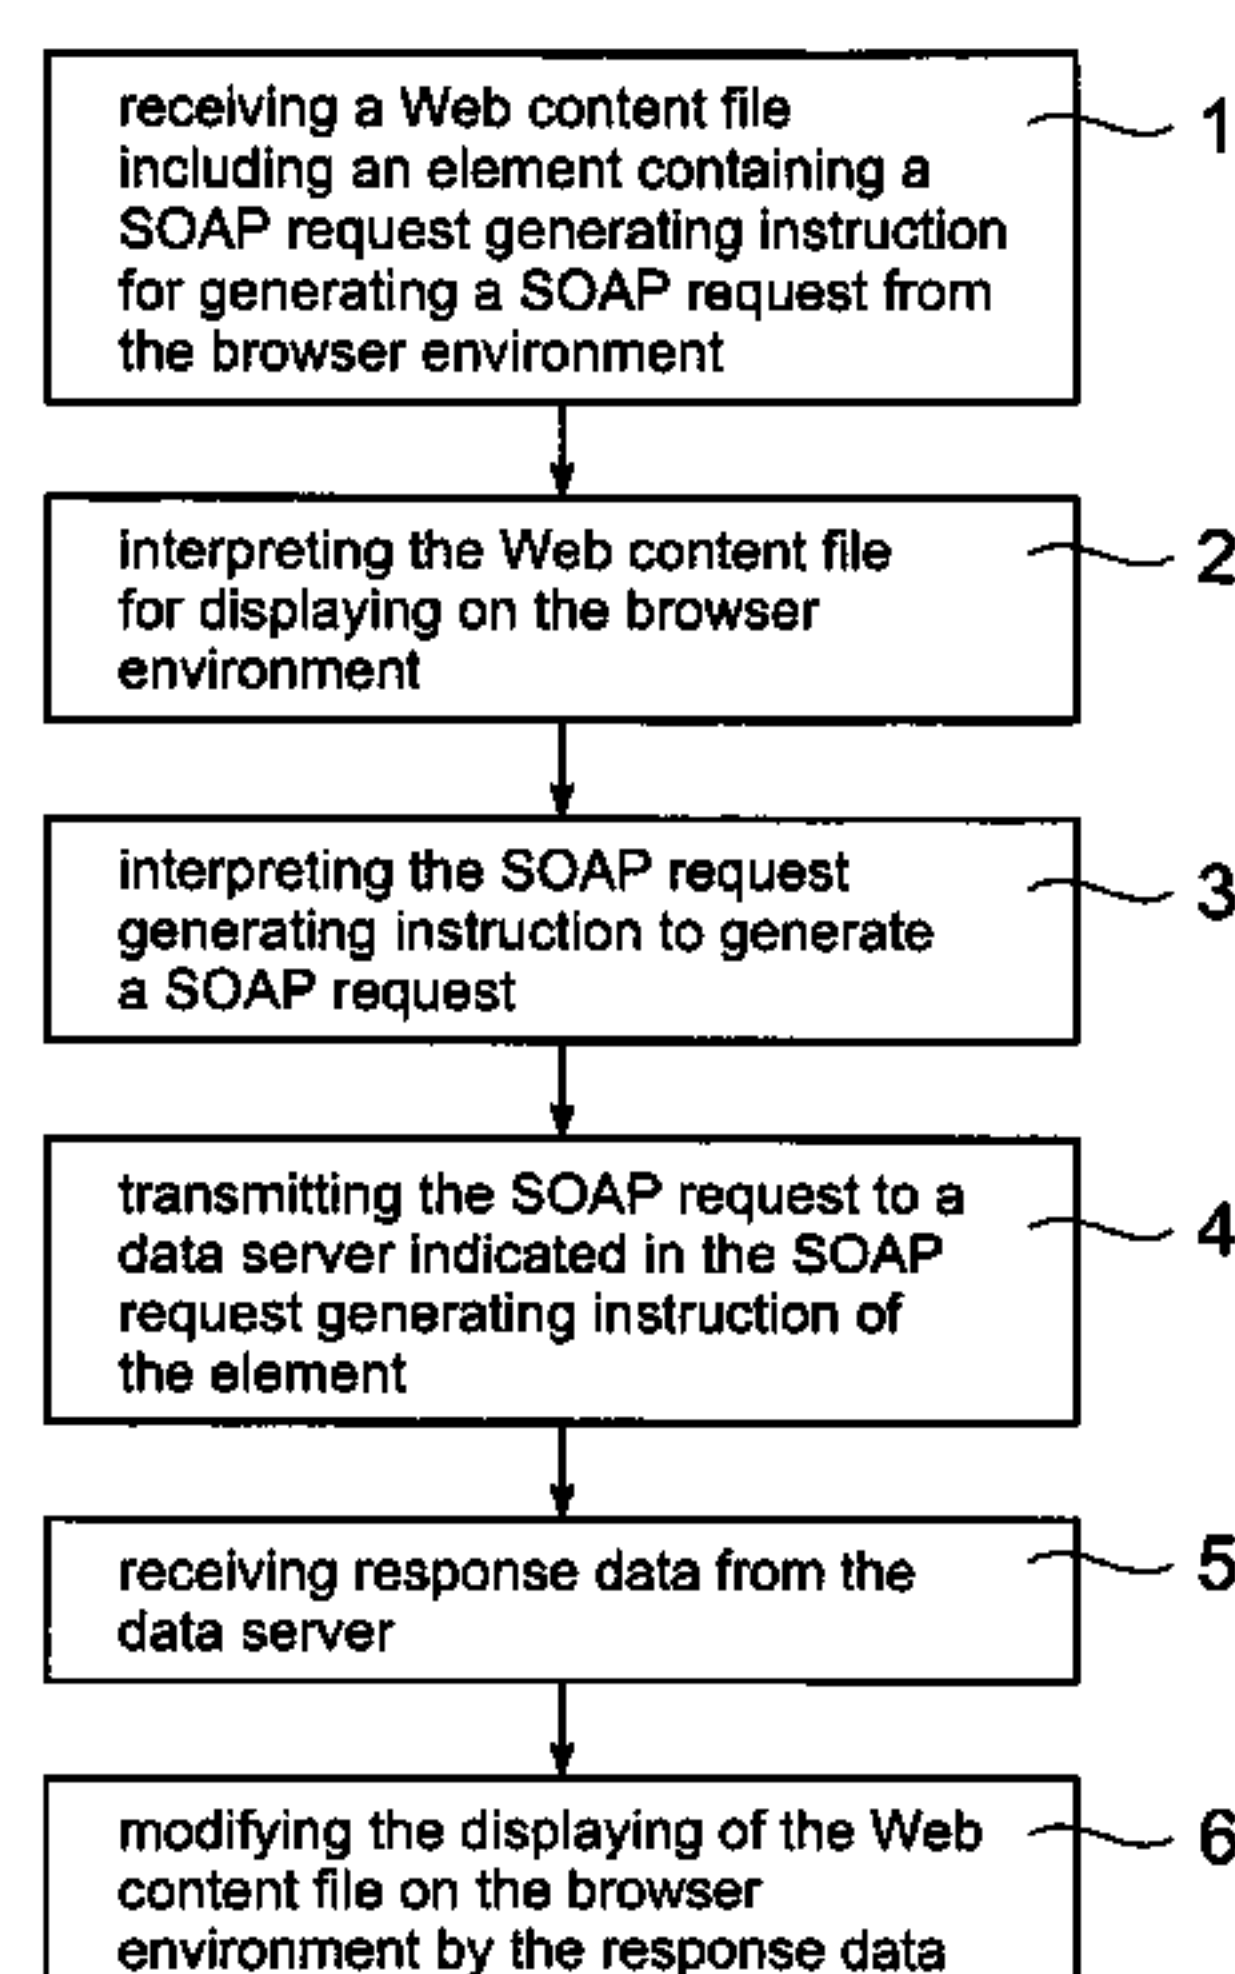 receiving a Web content file
including an element containing a
SOAP request generating instruction
for generating a SOAP request from
the browser environment
1
interpreting the Web content file
for displaying on the browser
environment
2
interpreting the SOAP request
generating instruction to generate
a SOAP request
3
transmitting the SOAP request to a
data server indicated in the SOAP
request generating instruction of
the element
4
receiving response data from the
data server
5
modifying the displaying of the Web
content file on the browser
environment by the response data
6